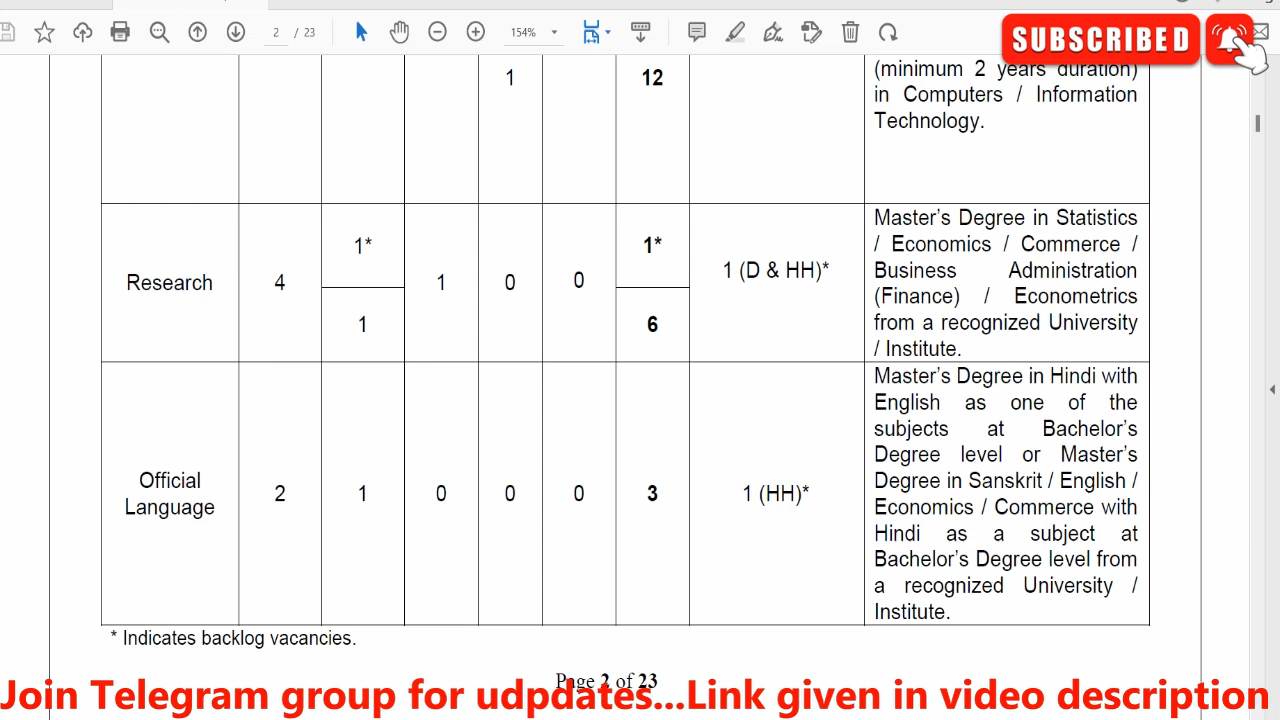 2 / 23
154%
SUBSCRIBED
1 12 (minimum 2 years duration)
in Computers / Information
Technology.
Research 4 1* 1 1 0 0 1* 6 1 (D & HH)*
Master's Degree in Statistics
/ Economics / Commerce /
Business Administration
(Finance) / Econometrics
from a recognized University
/ Institute.
Official
Language
2 1 0 0 0 3 1 (HH)*
Master's Degree in Hindi with
English as one of the
subjects at Bachelor's
Degree level or Master's
Degree in Sanskrit / English /
Economics / Commerce with
Hindi as a subject at
Bachelor's Degree level from
a recognized University /
Institute.
* Indicates backlog vacancies.
Page 2 of 23
Join Telegram group for udpdates...Link given in video description